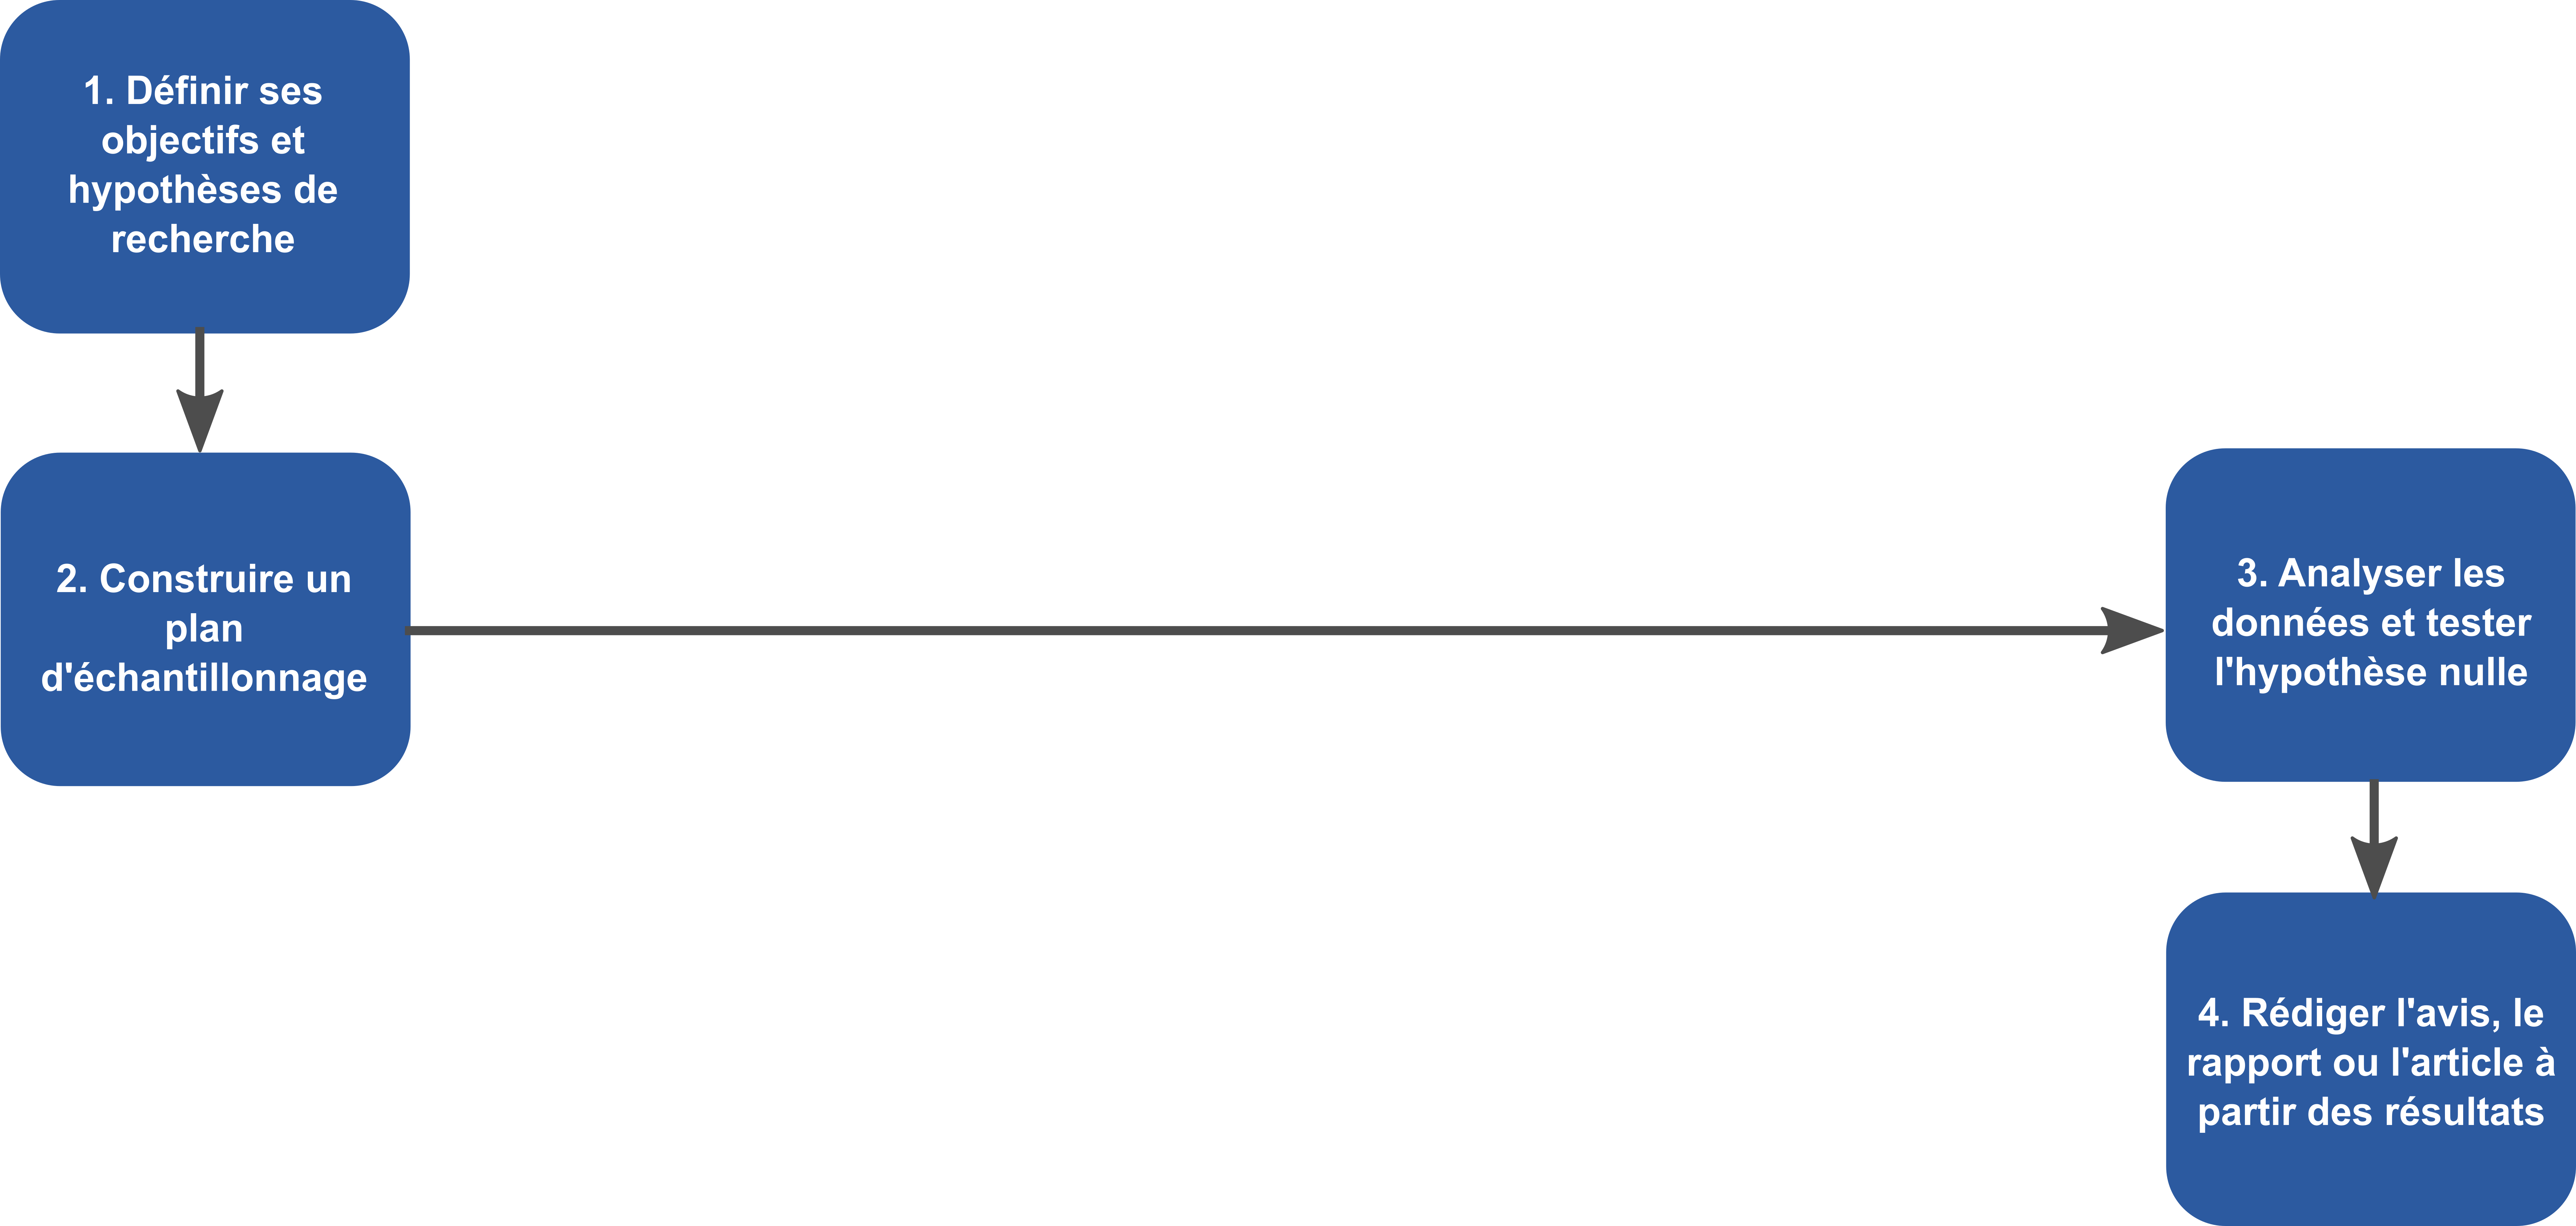 1. Définir ses
objectifs et
hypothèses de
recherche
2. Construire un
plan
d'échantillonnage
3. Analyser les
données et tester
l'hypothèse nulle
4. Rédiger l'avis, le
rapport ou l'article à
partir des résultats